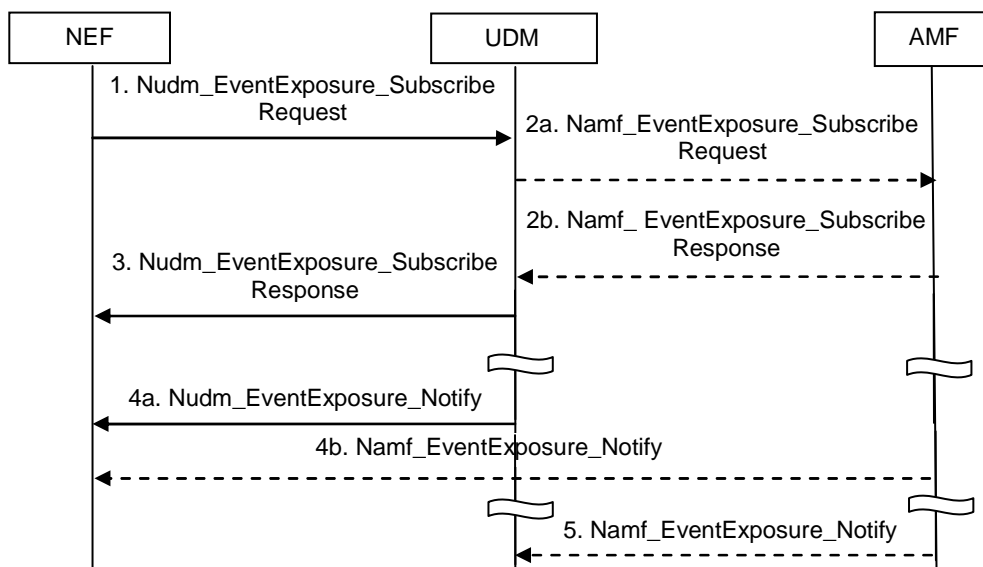 NEF
UDM
AMF
1. Nudm_EventExposure_Subscribe
Request
2a. Namf_EventExposure_Subscribe
Request
2b. Namf_ EventExposure_Subscribe
Response
3. Nudm_EventExposure_Subscribe
Response
4a. Nudm_EventExposure_Notify
4b. Namf_EventExposure_Notify
5. Namf_EventExposure_Notify